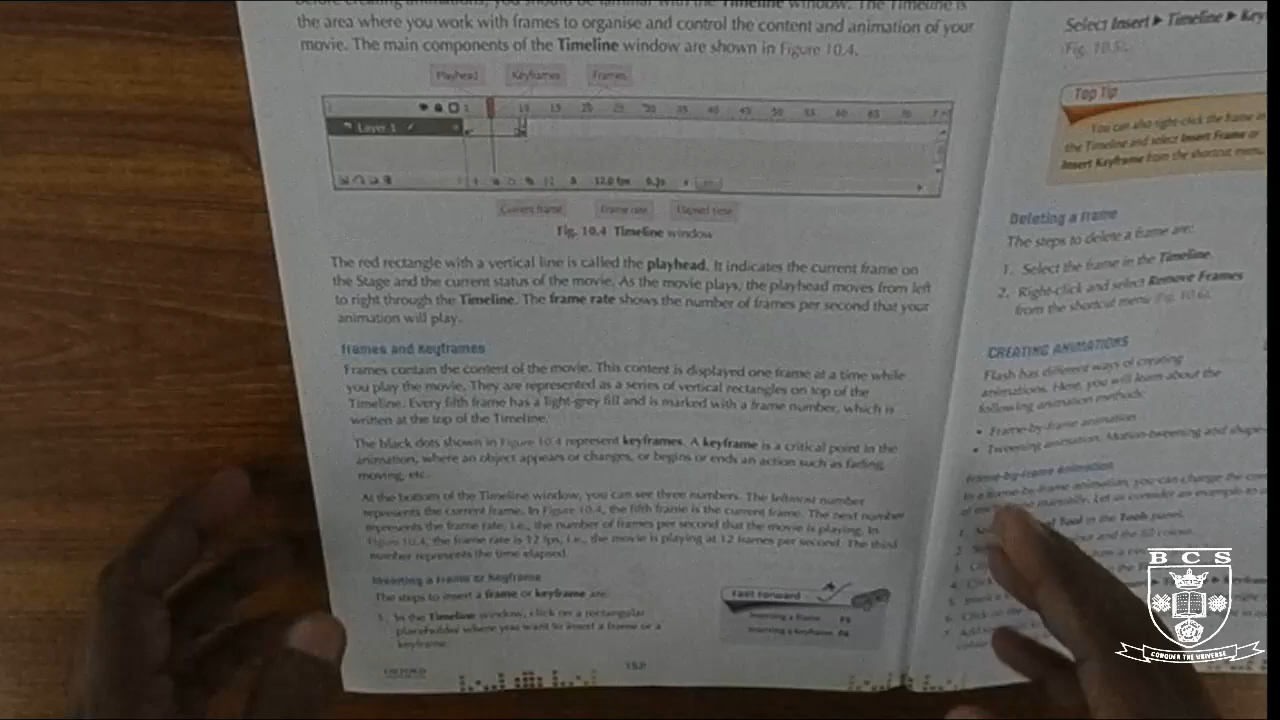 before creating animations, you should be familiar with the Timeline window. The Timeline is
the area where you work with frames to organise and control the content and animation of your
movie. The main components of the Timeline window are shown in Figure 10.4.
Playhead Keyframes Frames
1 10 15 20 25 30 35 40 45 50 55 60 65 70
Layer 1
12.0 fps
Current frame Frame rate Elapsed time
Fig. 10.4 Timeline window
The red rectangle with a vertical line is called the playhead. It indicates the current frame on
the Stage and the current status of the movie. As the movie plays, the playhead moves from left
to right through the Timeline. The frame rate shows the number of frames per second that your
animation will play.
Frames and Keyframes
Frames contain the content of the movie. This content is displayed one frame at a time while
you play the movie. They are represented as a series of vertical rectangles on top of the
Timeline. Every fifth frame has a light-grey fill and is marked with a frame number, which is
written at the top of the Timeline.
The black dots shown in Figure 10.4 represent keyframes. A keyframe is a critical point in the
animation, where an object appears or changes, or begins or ends an action such as fading,
moving, etc.
At the bottom of the Timeline window, you can see three numbers. The leftmost number
represents the current frame. In Figure 10.4, the fifth frame is the current frame. The next number
represents the frame rate, i.e., the number of frames per second that the movie is playing. In
Figure 10.4, the frame rate is 12 fps, i.e., the movie is playing at 12 frames per second. The third
number represents the time elapsed.
Inserting a Frame or Keyframe
The steps to insert a frame or keyframe are:
1. In the Timeline window, click on a rectangular
placeholder where you want to insert a frame or a
keyframe.
Fast Forward
Inserting a frame F5
Inserting a keyframe F6
OXFORD
152
Select Insert ▶ Timeline ▶ Key
(Fig. 10.5).
Top Tip
You can also right-click the frame in
the Timeline and select Insert Frame or
Insert Keyframe from the shortcut menu.
Deleting a Frame
The steps to delete a frame are:
1. Select the frame in the Timeline.
2. Right-click and select Remove Frames
from the shortcut menu (Fig. 10.6).
CREATING ANIMATIONS
Flash has different ways of creating
animations. Here, you will learn about the
following animation methods:
• Frame-by-frame animation
• Tweening animation, Motion-tweening and shape-
Frame-by-Frame Animation
In a frame-by-frame animation, you can change the
manually. Let us consider an example to
Tool in the Tools panel.
BCS
CONQUER THE UNIVERSE